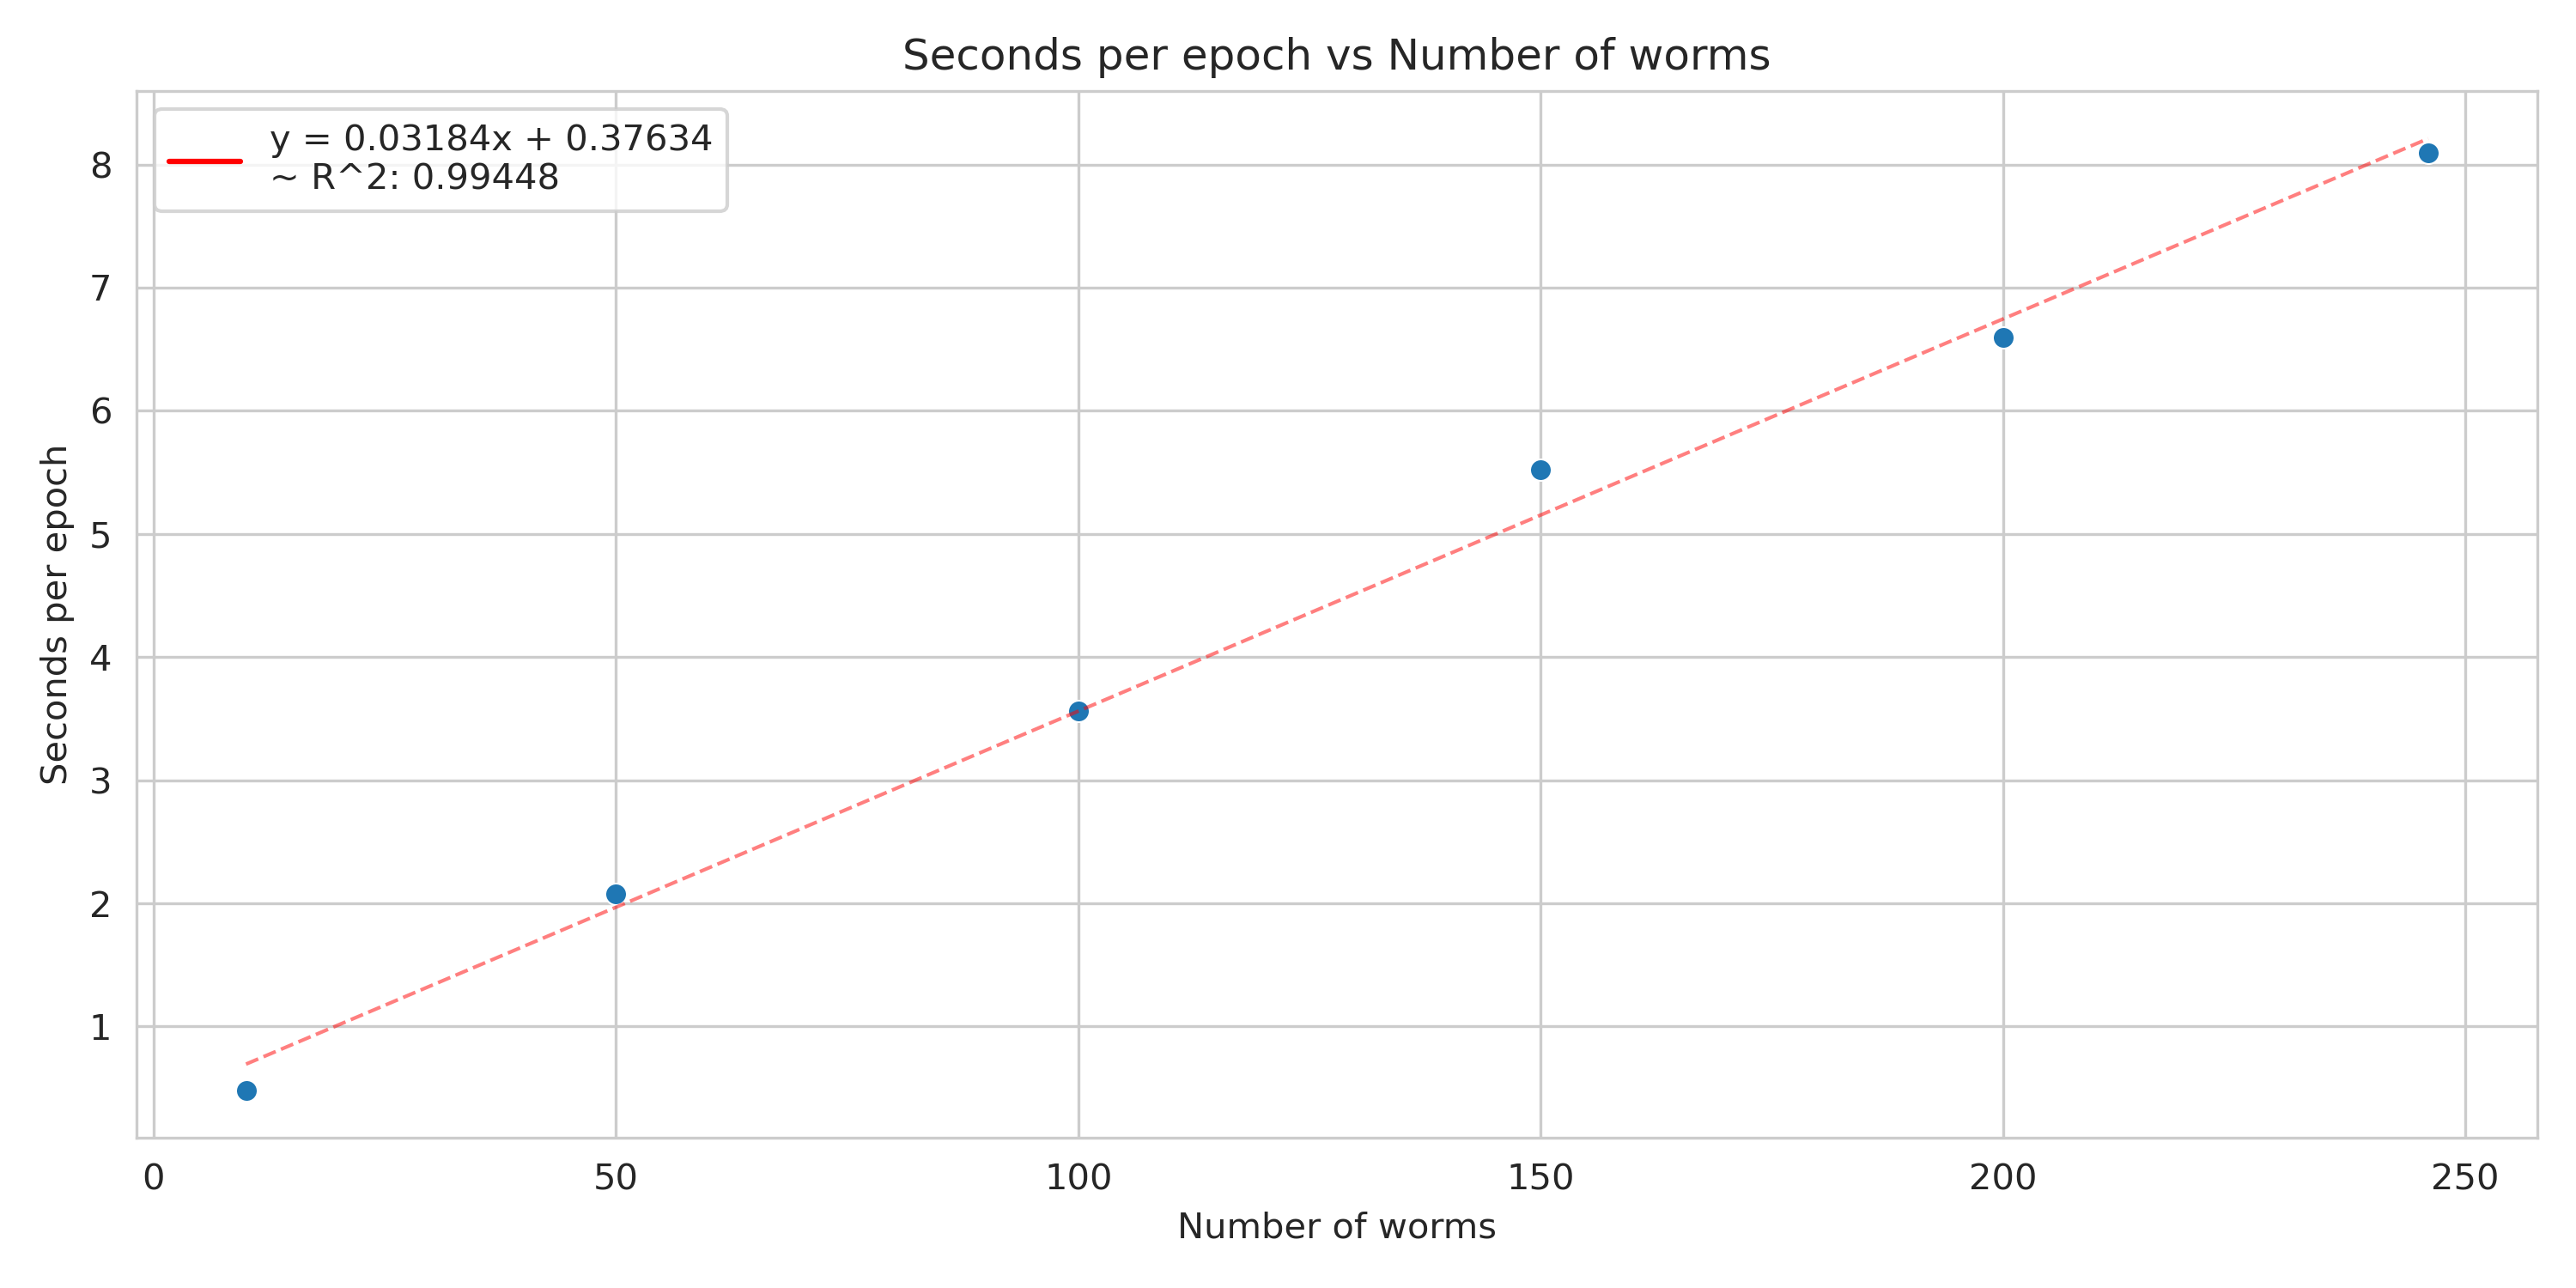 Seconds per epoch vs Number of worms
y = 0.03184x + 0.37634
~ R^2: 0.99448
8
7
6
5
4
3
2
1
Seconds per epoch
0 50 100 150 200 250
Number of worms